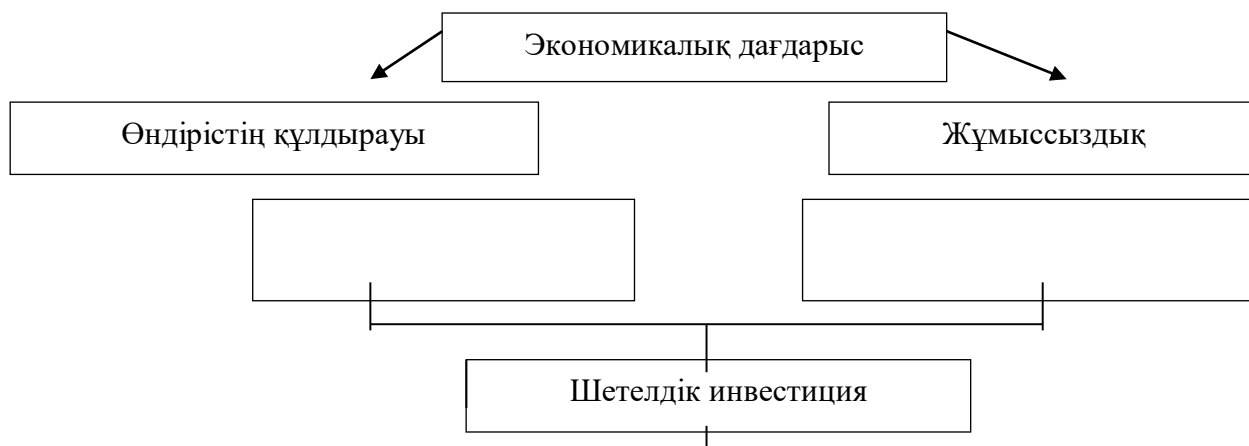 Экономикалық дағдарыс
Өндірістің құлдырауы
Жұмыссыздық
Шетелдік инвестиция